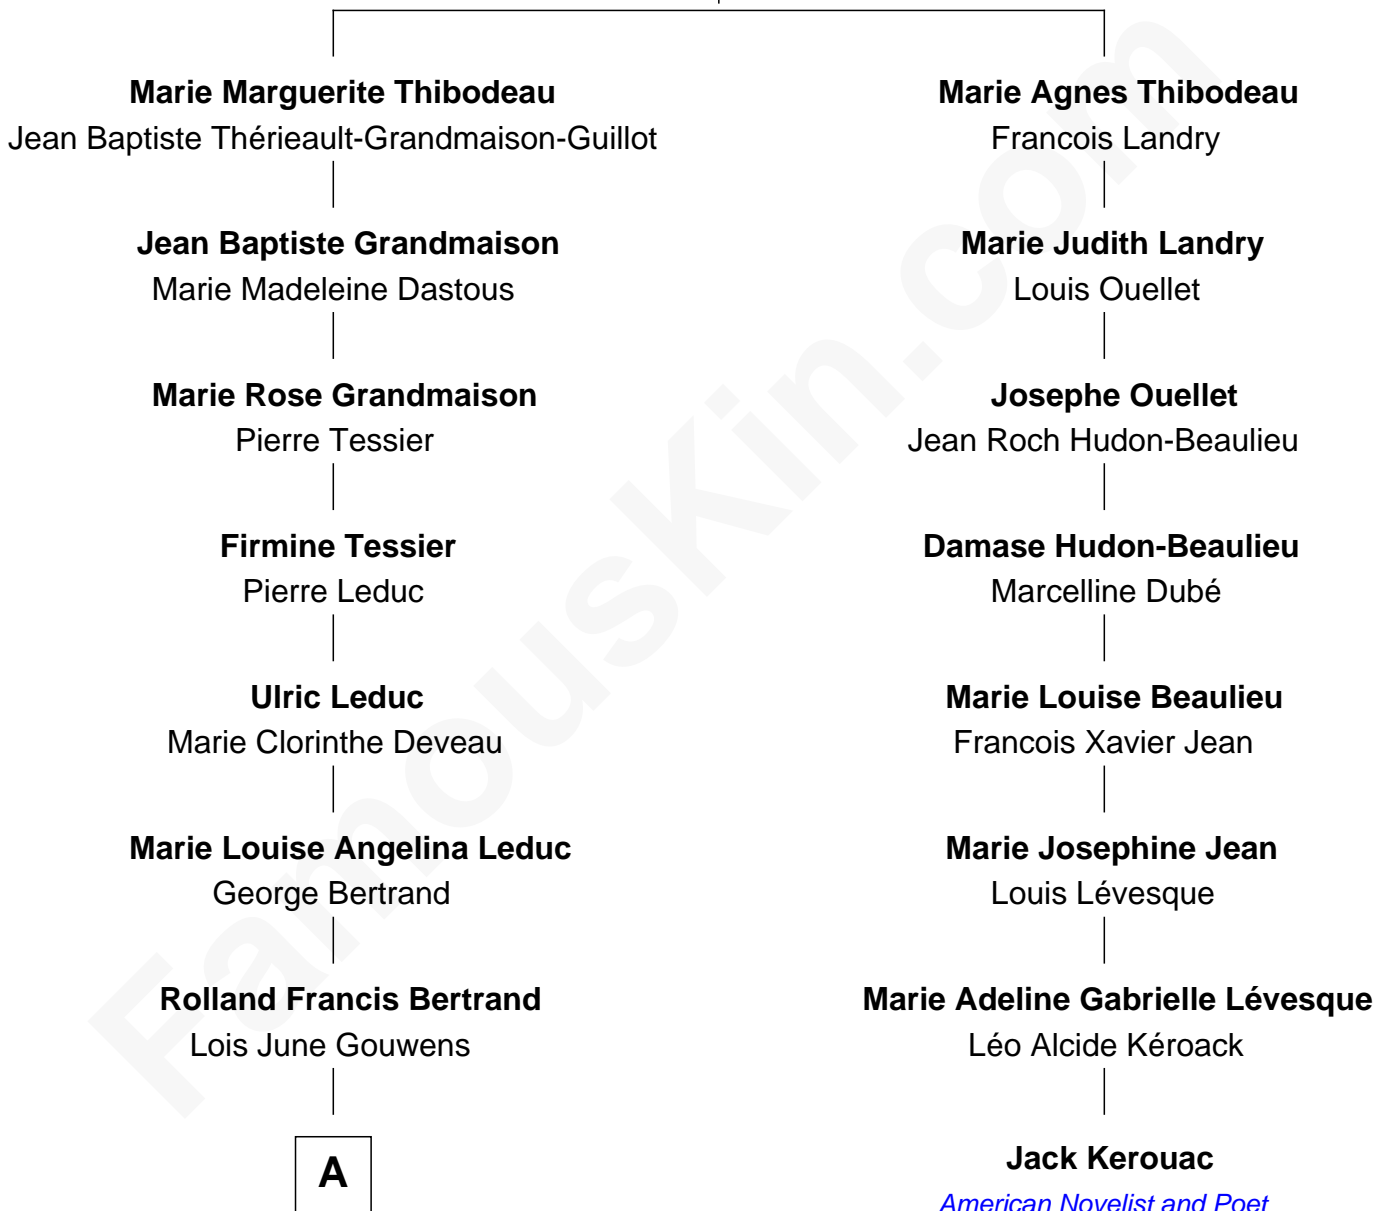 Marie Marguerite Thibodeau
Jean Baptiste Thérieault-Grandmaison-Guillot
Jean Baptiste Grandmaison
Marie Madeleine Dastous
Marie Rose Grandmaison
Pierre Tessier
Firmine Tessier
Pierre Leduc
Ulric Leduc
Marie Clorinthe Deveau
Marie Louise Angelina Leduc
George Bertrand
Rolland Francis Bertrand
Lois June Gouwens
A
Marie Agnes Thibodeau
Francois Landry
Marie Judith Landry
Louis Ouellet
Josephe Ouellet
Jean Roch Hudon-Beaulieu
Damase Hudon-Beaulieu
Marcelline Dubé
Marie Louise Beaulieu
Francois Xavier Jean
Marie Josephine Jean
Louis Lévesque
Marie Adeline Gabrielle Lévesque
Léo Alcide Kéroack
Jack Kerouac
American Novelist and Poet
FamousKin.com